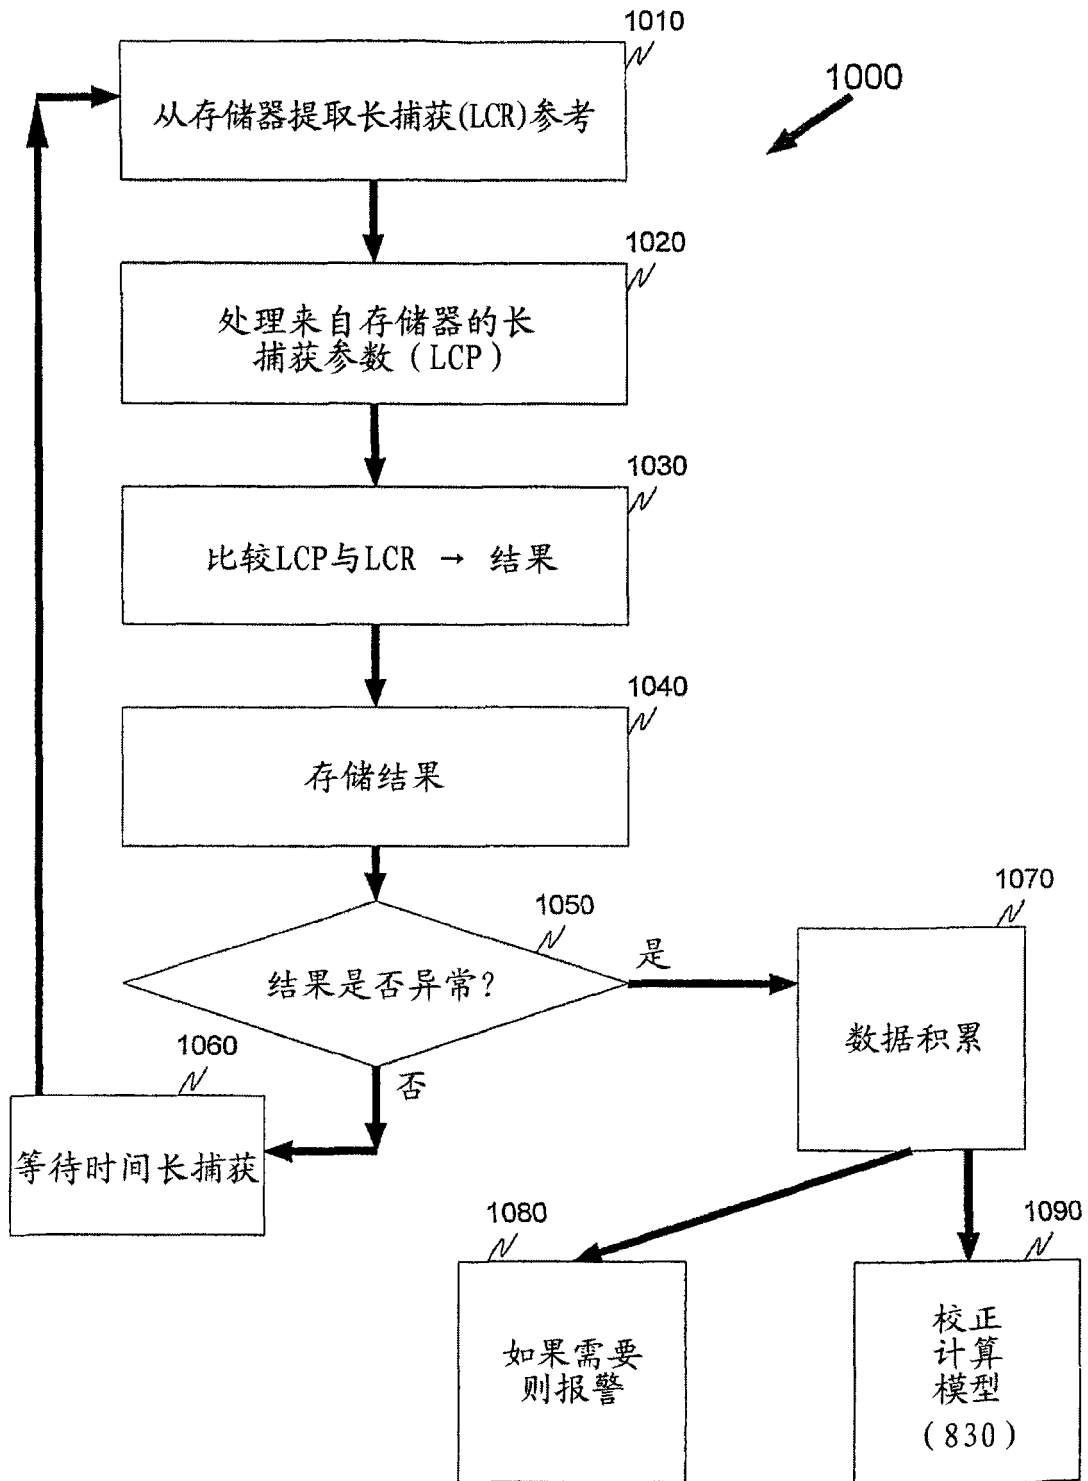 1010
1000
从存储器提取长捕获(LCR)参考
1020
处理来自存储器的长
捕获参数(LCP)
1030
比较LCP与LCR → 结果
1040
存储结果
1050
结果是否异常?
是
否
1060
等待时间长捕获
1070
数据积累
1080
如果需要
则报警
1090
校正
计算
模型
(830)